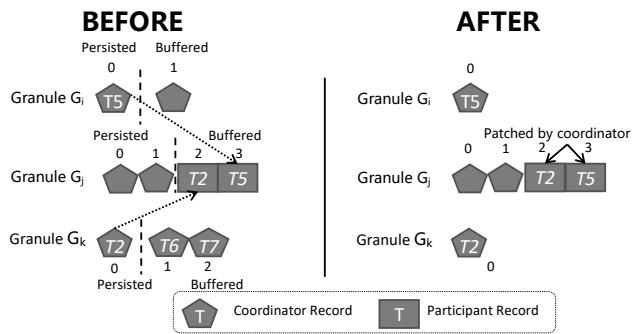 BEFORE
AFTER
Persisted Buffered
0 1
0
Granule Gi
T5
Granule Gi
T5
Persisted Buffered
Patched by coordinator
0 1 2 3
0 1 2 3
Granule Gj
T2 T5
Granule Gj
T2 T5
Granule Gk
T2 T6 T7
Granule Gk
T2
0 1 2
0
Persisted Buffered
T Coordinator Record T Participant Record